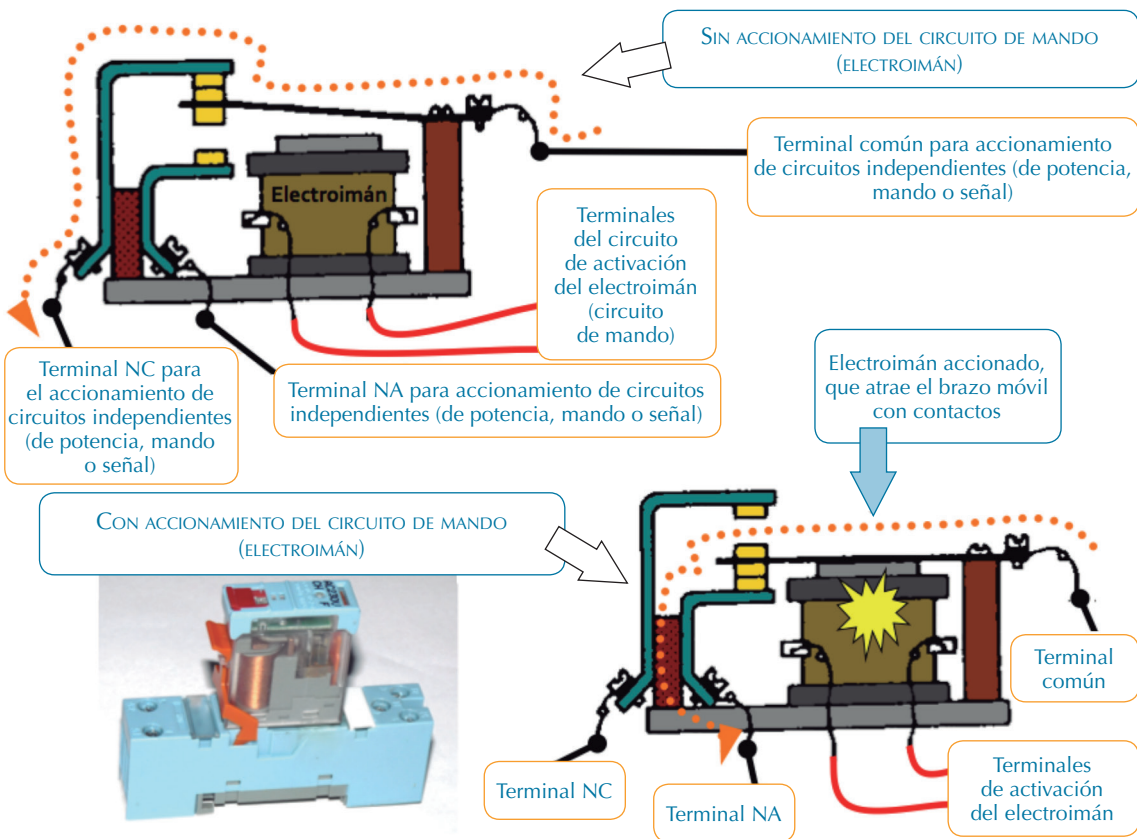 SIN ACCIONAMIENTO DEL CIRCUITO DE MANDO
(ELECTROIMÁN)
Terminal común para accionamiento
de circuitos independientes (de potencia,
mando o señal)
Electroimán
Terminales
del circuito
de activación
del electroimán
(circuito
de mando)
Terminal NC para
el accionamiento de
circuitos independientes
(de potencia, mando
o señal)
Terminal NA para accionamiento de circuitos
independientes (de potencia, mando o señal)
Electroimán accionado,
que atrae el brazo móvil
con contactos
CON ACCIONAMIENTO DEL CIRCUITO DE MANDO
(ELECTROIMÁN)
Terminal
común
Terminal NC
Terminal NA
Terminales
de activación
del electroimán